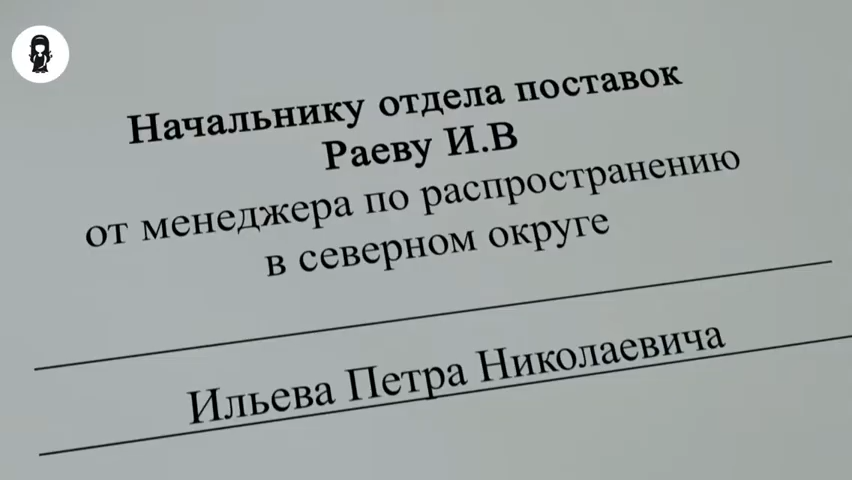 Начальнику отдела поставок
Раеву И.В
от менеджера по распространению
в северном округе
Ильева Петра Николаевича